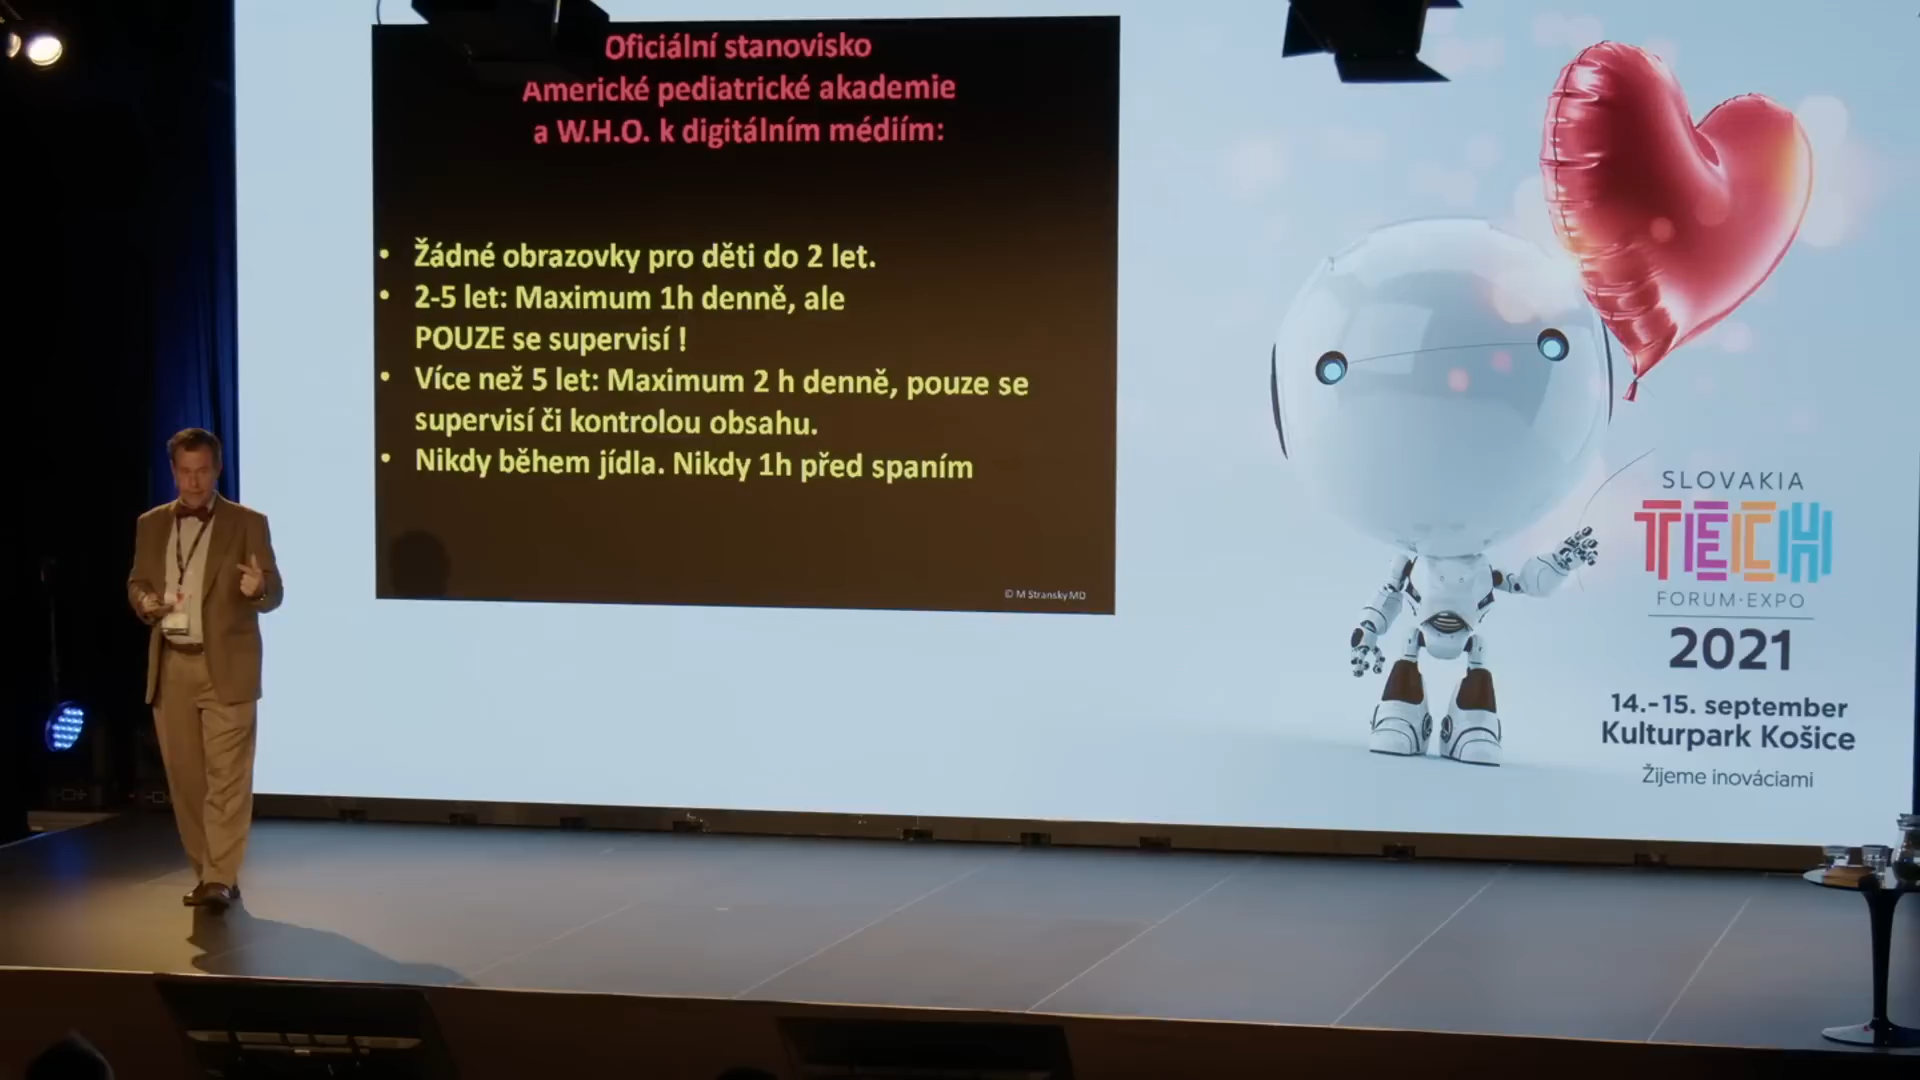 Oficiální stanovisko
Americké pediatrické akademie
a W.H.O. k digitálním médiím:
• Žádné obrazovky pro děti do 2 let.
• 2-5 let: Maximum 1h denně, ale
POUZE se supervisí !
• Více než 5 let: Maximum 2 h denně, pouze se
supervisí či kontrolou obsahu.
• Nikdy během jídla. Nikdy 1h před spaním
© M Stransky MD
SLOVAKIA
TECH
FORUM·EXPO
2021
14.-15. september
Kulturpark Košice
Žijeme inováciami